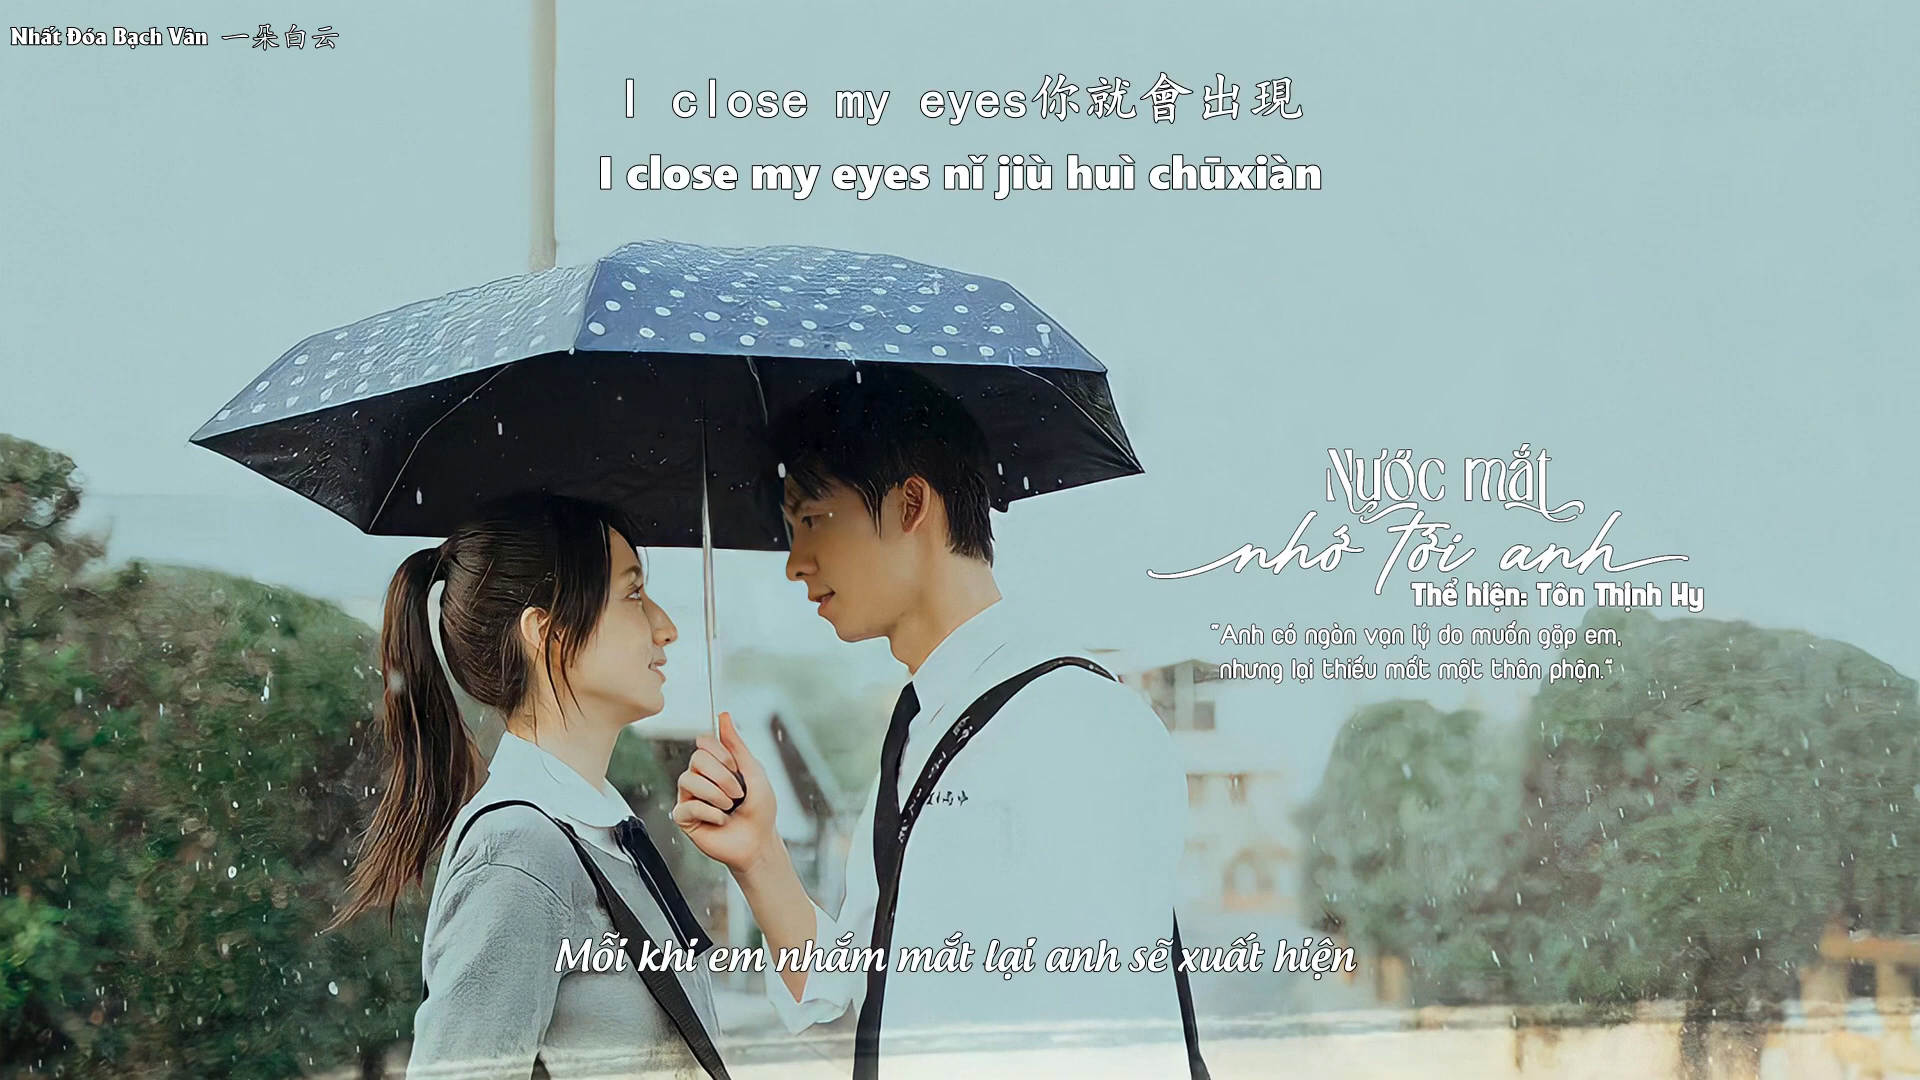 Nhất Đóa Bạch Vân 一朵白云
I close my eyes你就會出現
I close my eyes nǐ jiù huì chūxiàn
Nước mắt
nhớ tới anh
Thể hiện: Tôn Thịnh Hy
"Anh có ngàn vạn lý do muốn gặp em,
nhưng lại thiếu mất một thân phận."
Mỗi khi em nhắm mắt lại anh sẽ xuất hiện